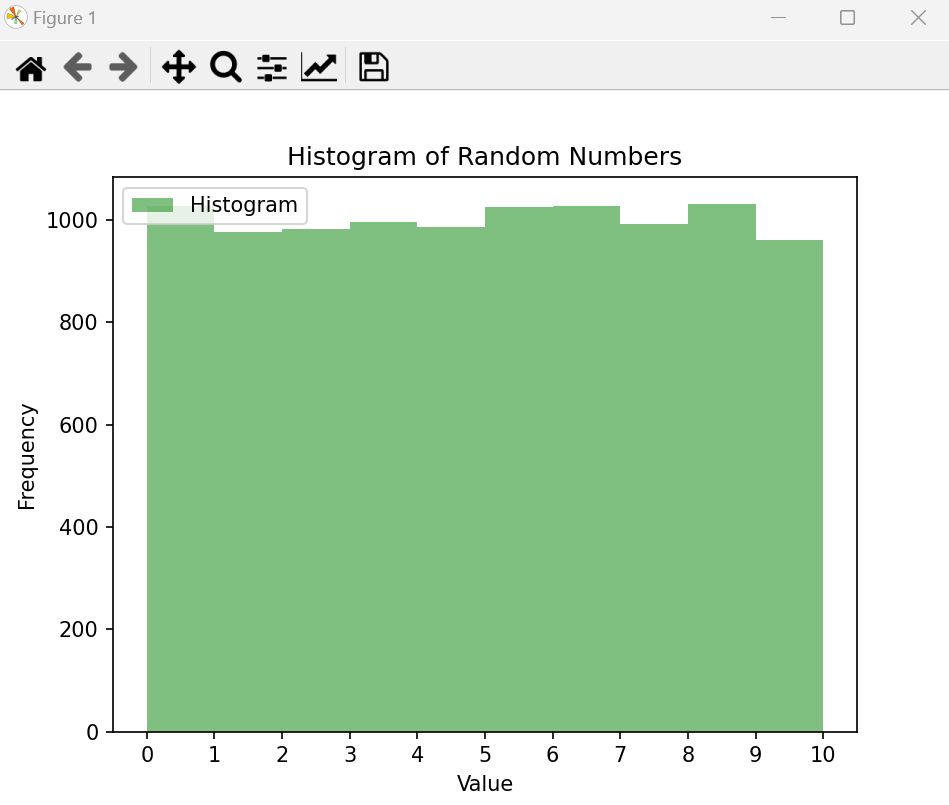 Figure 1
Histogram of Random Numbers
Histogram
1000
800
600
400
200
0
Frequency
0 1 2 3 4 5 6 7 8 9 10
Value